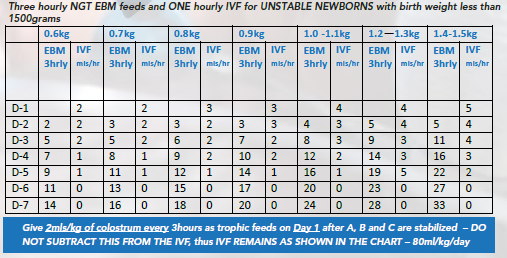 Three hourly NGT EBM feeds and ONE hourly IVF for UNSTABLE NEWBORNS with birth weight less than
1500grams
0.6kg 0.7kg 0.8kg 0.9kg 1.0 -1.1kg 1.2—1.3kg 1.4-1.5kg
EBM IVF EBM IVF EBM IVF EBM IVF EBM IVF EBM IVF EBM IVF
3hrly mls/hr 3hrly mls/hr 3hrly mls/hr 3hrly mls/hr 3hrly mls/hr 3hrly mls/hr 3hrly mls/hr
D-1 2 2 3 3 4 4 5
D-2 2 2 3 2 3 2 3 3 4 3 5 4 5 4
D-3 5 2 5 2 6 2 7 2 8 3 9 3 11 4
D-4 7 1 8 1 9 2 10 2 12 2 14 3 16 3
D-5 9 1 11 1 12 1 14 1 16 1 19 5 22 2
D-6 11 0 13 0 15 0 17 0 20 0 23 0 27 0
D-7 14 0 16 0 18 0 20 0 24 0 28 0 33 0
Give 2mls/kg of colostrum every 3hours as trophic feeds on Day 1 after A, B and C are stabilized – DO
NOT SUBTRACT THIS FROM THE IVF, thus IVF REMAINS AS SHOWN IN THE CHART – 80ml/kg/day